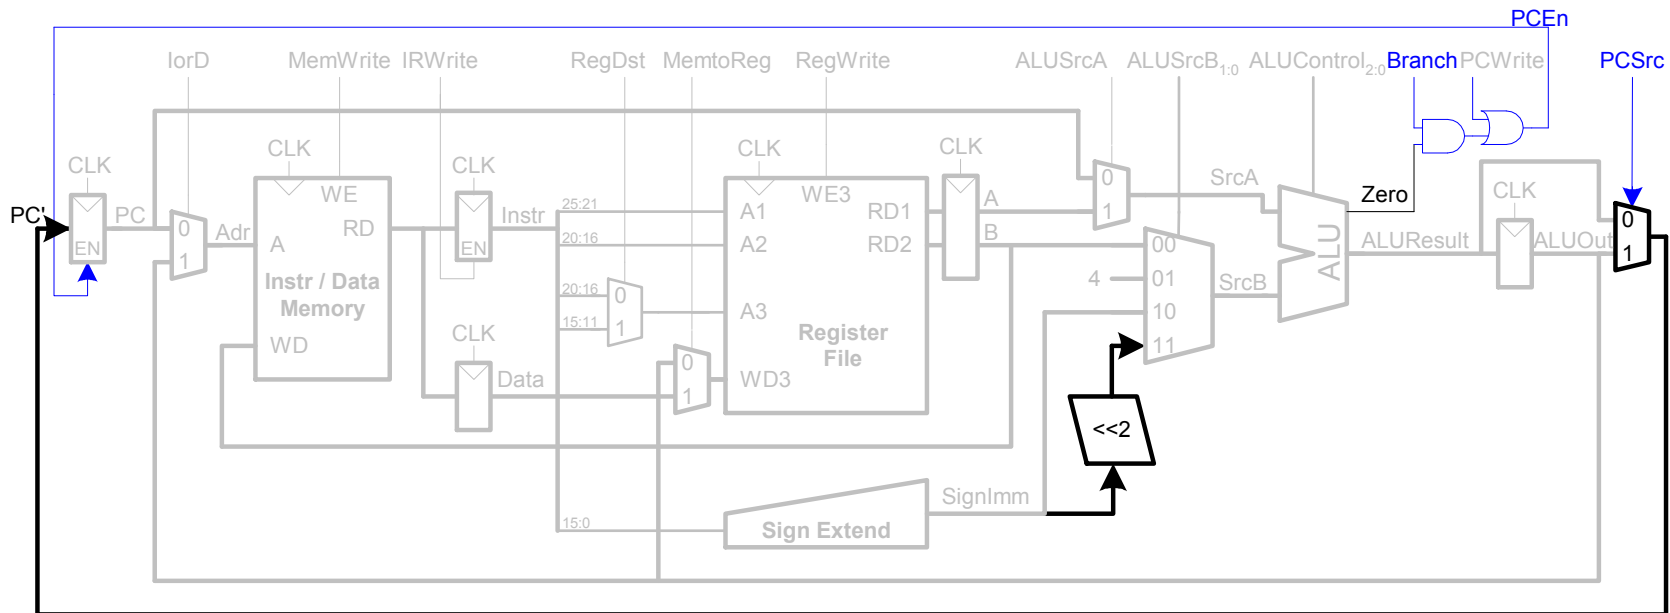 PCEn
IorD MemWrite IRWrite RegDst MemtoReg RegWrite ALUSrcA ALUSrcB1:0 ALUControl2:0 Branch PCWrite PCSrc
CLK CLK CLK CLK CLK
WE WE3
25:21 A1 RD1 A 0 SrcA Zero CLK
PC' PC 0 Adr A RD Instr 1 0
EN EN 20:16 A2 RD2 B 00 ALU ALUResult ALUOut 1
1 4 01 SrcB
Instr / Data
Memory
20:16 0 A3 10
15:11 1
WD CLK Register
File 11
Data 0 WD3
1
<<2
SignImm
15:0 Sign Extend